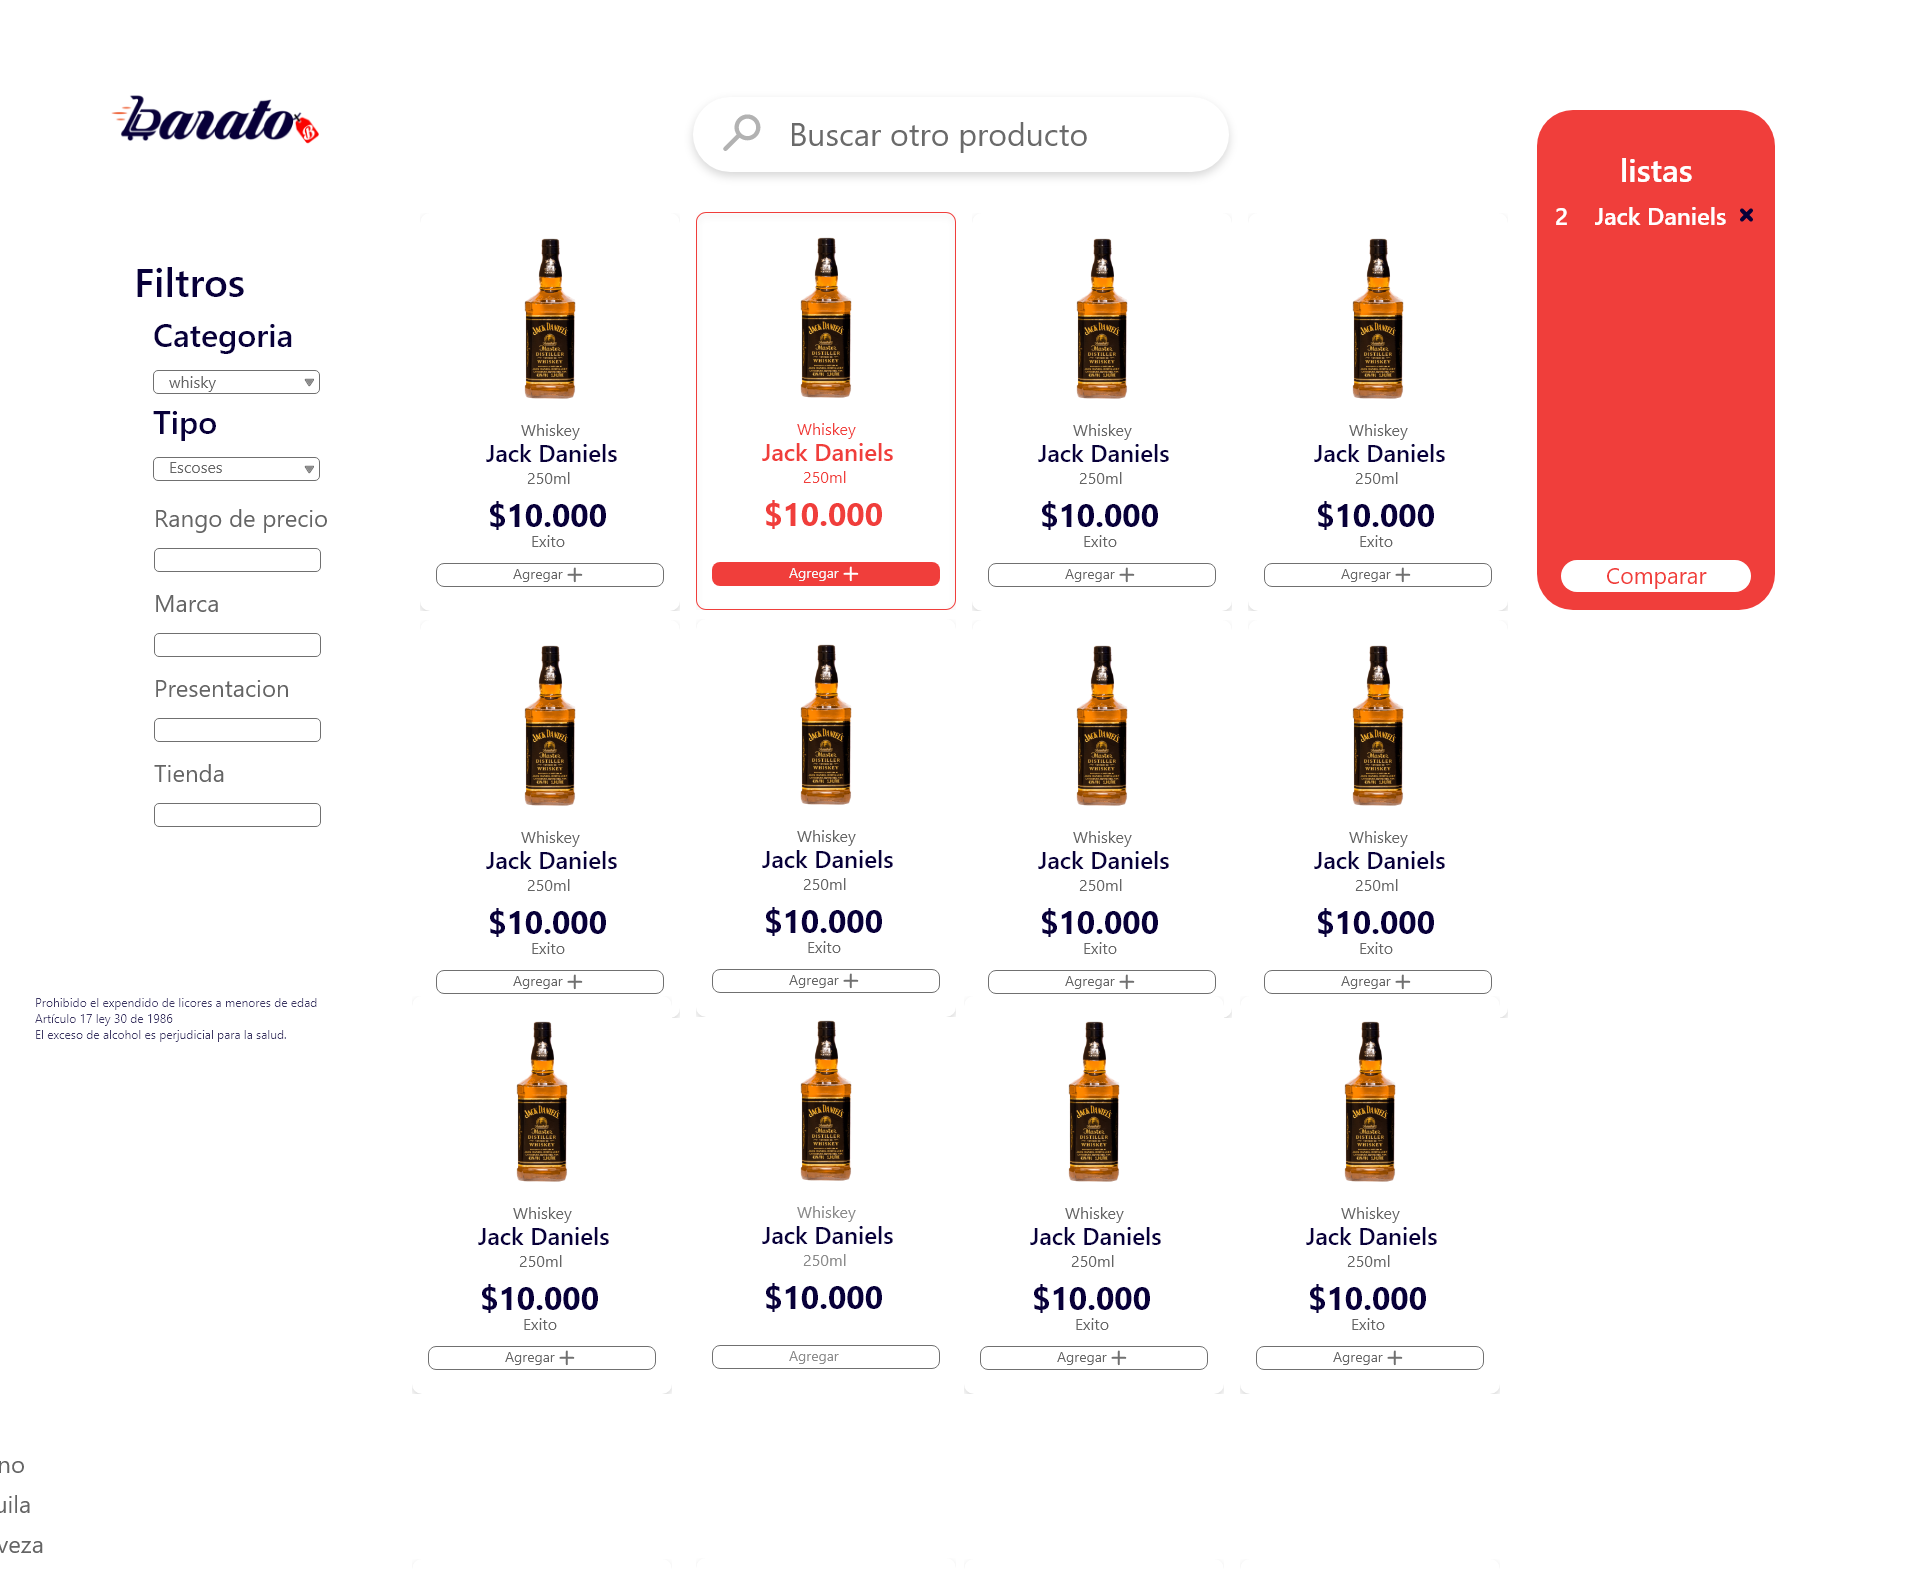 barato
B
Buscar otro producto
listas
2 Jack Daniels
Comparar
Filtros
Categoria
whisky
Tipo
Escoses
Rango de precio
Marca
Presentacion
Tienda
Prohibido el expendido de licores a menores de edad
Artículo 17 ley 30 de 1986
El exceso de alcohol es perjudicial para la salud.
Whiskey
Jack Daniels
250ml
$10.000
Exito
Agregar
Whiskey
Jack Daniels
250ml
$10.000
Agregar
Whiskey
Jack Daniels
250ml
$10.000
Exito
Agregar
Whiskey
Jack Daniels
250ml
$10.000
Exito
Agregar
Whiskey
Jack Daniels
250ml
$10.000
Exito
Agregar
Whiskey
Jack Daniels
250ml
$10.000
Exito
Agregar
Whiskey
Jack Daniels
250ml
$10.000
Exito
Agregar
Whiskey
Jack Daniels
250ml
$10.000
Exito
Agregar
Whiskey
Jack Daniels
250ml
$10.000
Exito
Agregar
Whiskey
Jack Daniels
250ml
$10.000
Agregar
Whiskey
Jack Daniels
250ml
$10.000
Exito
Agregar
Whiskey
Jack Daniels
250ml
$10.000
Exito
Agregar
no
uila
veza